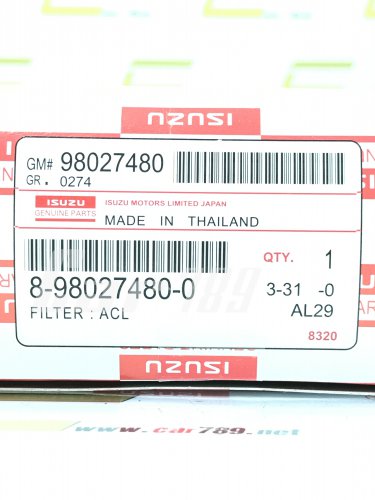 ISUZU
GM# 98027480
GR. 0274
ISUZU
GENUINE PARTS
ISUZU MOTORS LIMITED JAPAN
MADE IN THAILAND
QTY. 1
8-98027480-0
3-31 -0
FILTER : ACL
AL29
8320
ISUZU
www.car789.net